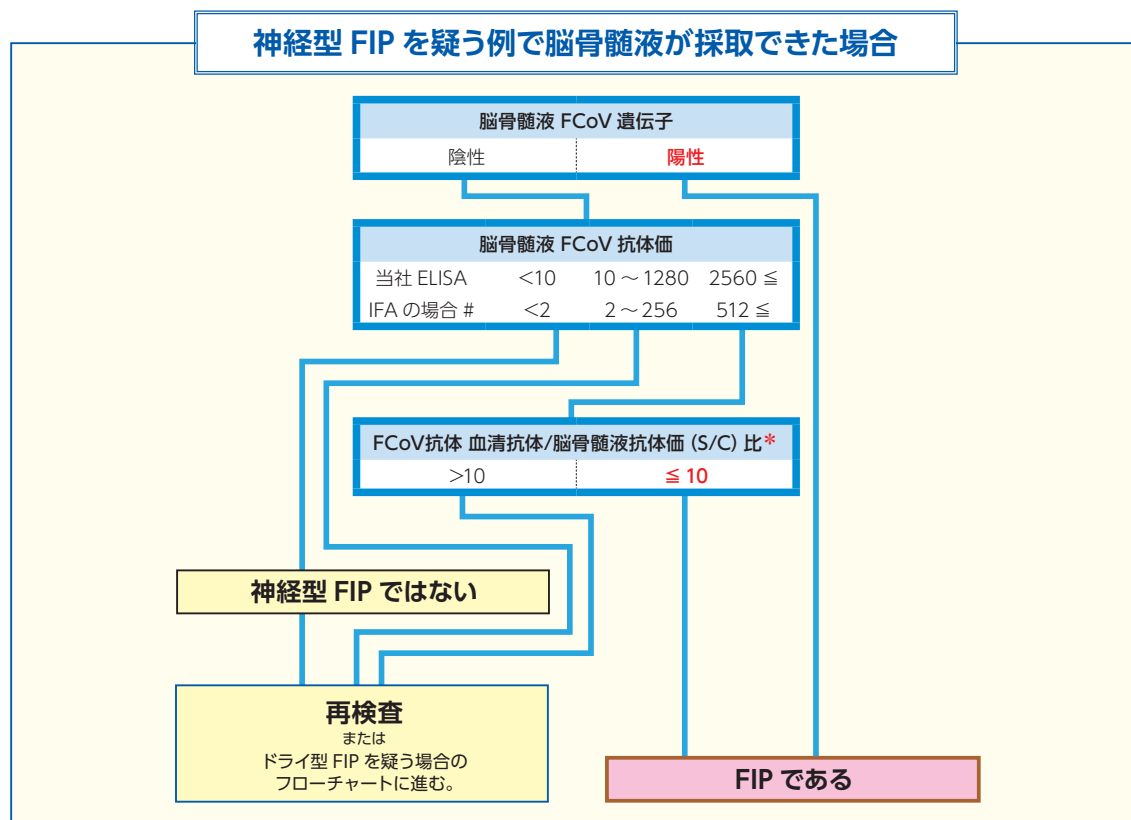 神経型 FIP を疑う例で脳骨髄液が採取できた場合
脳骨髄液 FCoV 遺伝子
陰性 陽性
脳骨髄液 FCoV 抗体価
当社 ELISA <10 10 ~ 1280 2560 ≦
IFA の場合 # <2 2 ~ 256 512 ≦
FCoV抗体 血清抗体/脳骨髄液抗体価 (S/C) 比*
>10 ≦ 10
神経型 FIP ではない
再検査
または
ドライ型 FIP を疑う場合の
フローチャートに進む。
FIP である